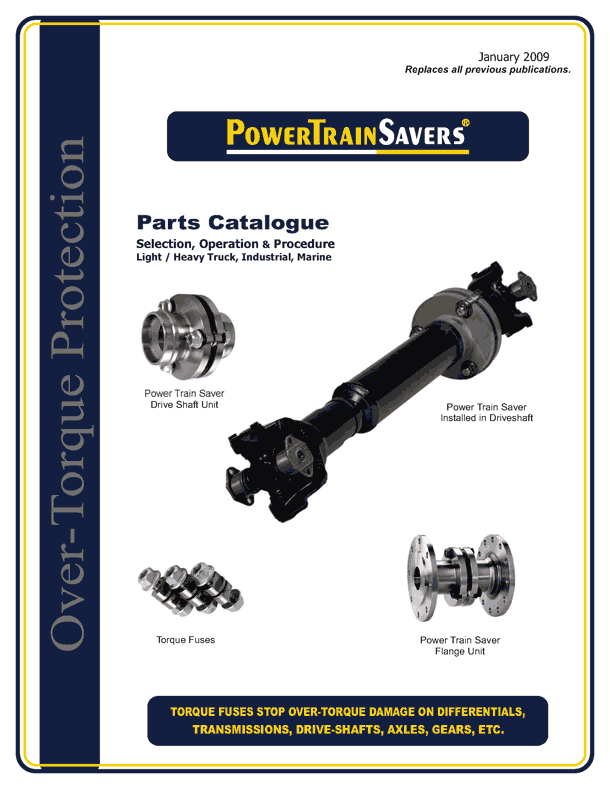 January 2009
Replaces all previous publications.
POWERTRAINSAVERS®
Over-Torque Protection
Parts Catalogue
Selection, Operation & Procedure
Light / Heavy Truck, Industrial, Marine
Power Train Saver
Drive Shaft Unit
Power Train Saver
Installed in Driveshaft
Torque Fuses
Power Train Saver
Flange Unit
TORQUE FUSES STOP OVER-TORQUE DAMAGE ON DIFFERENTIALS,
TRANSMISSIONS, DRIVE-SHAFTS, AXLES, GEARS, ETC.